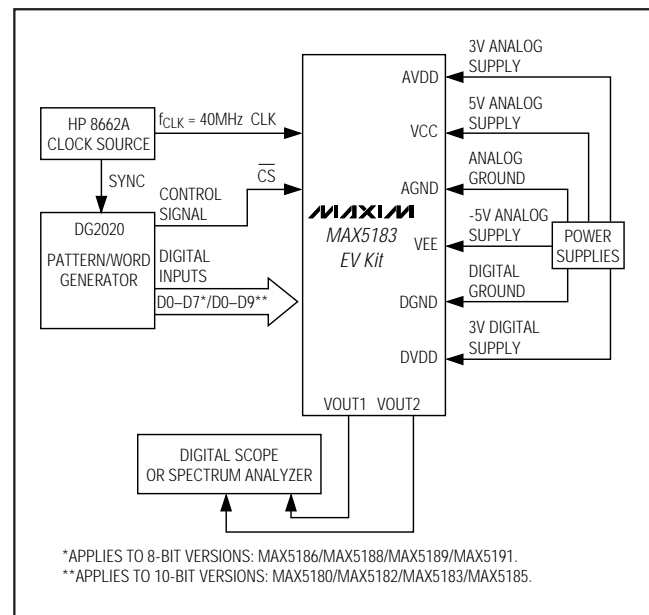 HP 8662A
CLOCK SOURCE
fCLK = 40MHz CLK
SYNC
CONTROL
SIGNAL
C̅S̅
DG2020
PATTERN/WORD
GENERATOR
DIGITAL
INPUTS
D0–D7*/D0–D9**
MAXIM
MAX5183
EV Kit
AVDD
VCC
AGND
VEE
DGND
DVDD
3V ANALOG
SUPPLY
5V ANALOG
SUPPLY
ANALOG
GROUND
-5V ANALOG
SUPPLY
DIGITAL
GROUND
3V DIGITAL
SUPPLY
POWER
SUPPLIES
VOUT1 VOUT2
DIGITAL SCOPE
OR SPECTRUM ANALYZER
*APPLIES TO 8-BIT VERSIONS: MAX5186/MAX5188/MAX5189/MAX5191.
**APPLIES TO 10-BIT VERSIONS: MAX5180/MAX5182/MAX5183/MAX5185.